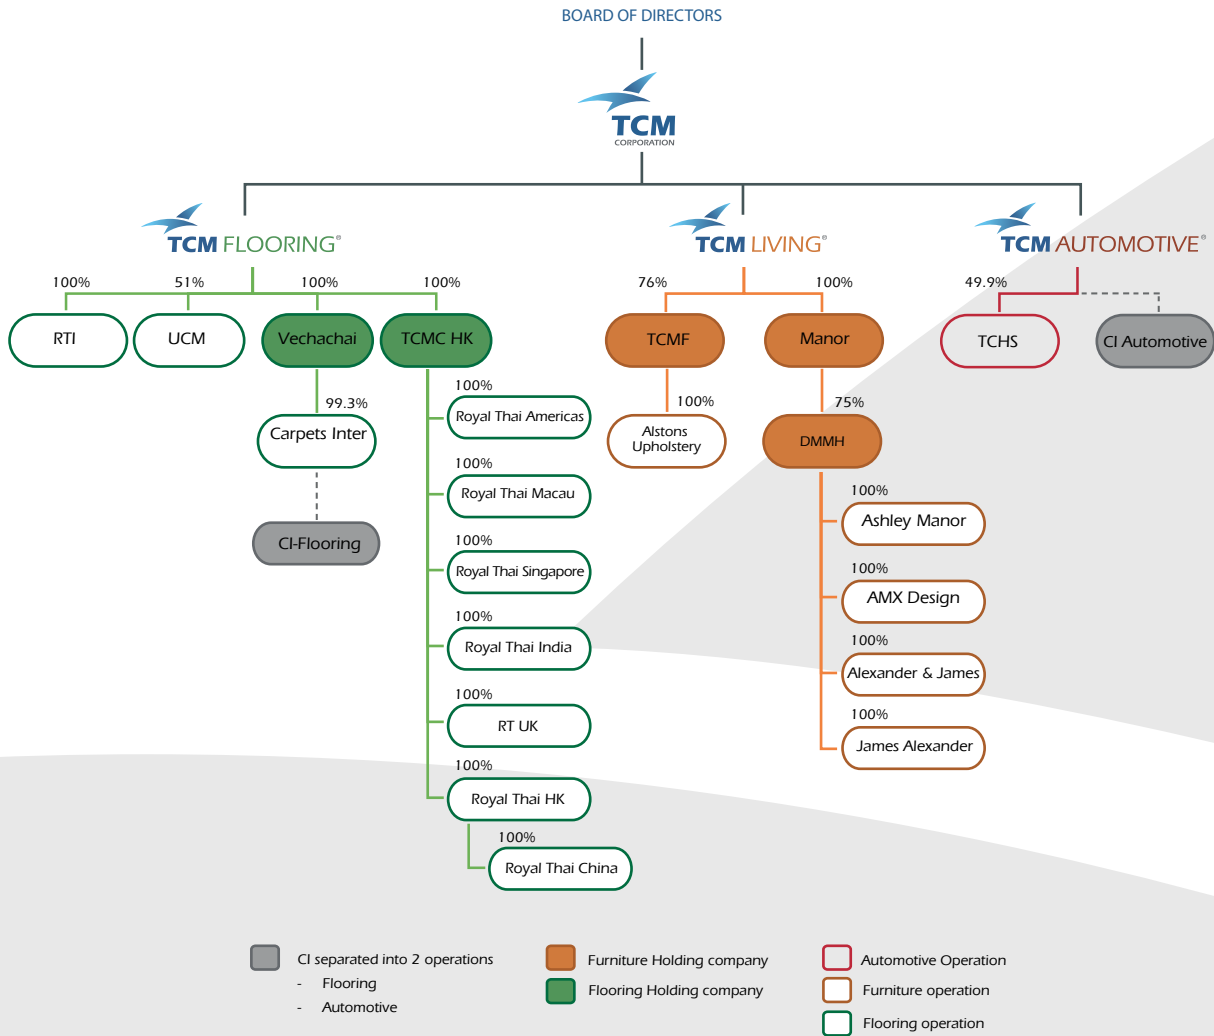 BOARD OF DIRECTORS
TCM
CORPORATION
TCM FLOORING®
TCM LIVING®
TCM AUTOMOTIVE®
100%
51%
100%
100%
76%
100%
49.9%
RTI
UCM
Vechachai
TCMC HK
TCMF
Manor
TCHS
CI Automotive
99.3%
Carpets Inter
CI-Flooring
100%
Royal Thai Americas
100%
Royal Thai Macau
100%
Royal Thai Singapore
100%
Royal Thai India
100%
RT UK
100%
Royal Thai HK
100%
Royal Thai China
100%
Alstons
Upholstery
75%
DMMH
100%
Ashley Manor
100%
AMX Design
100%
Alexander & James
100%
James Alexander
CI separated into 2 operations
- Flooring
- Automotive
Furniture Holding company
Flooring Holding company
Automotive Operation
Furniture operation
Flooring operation